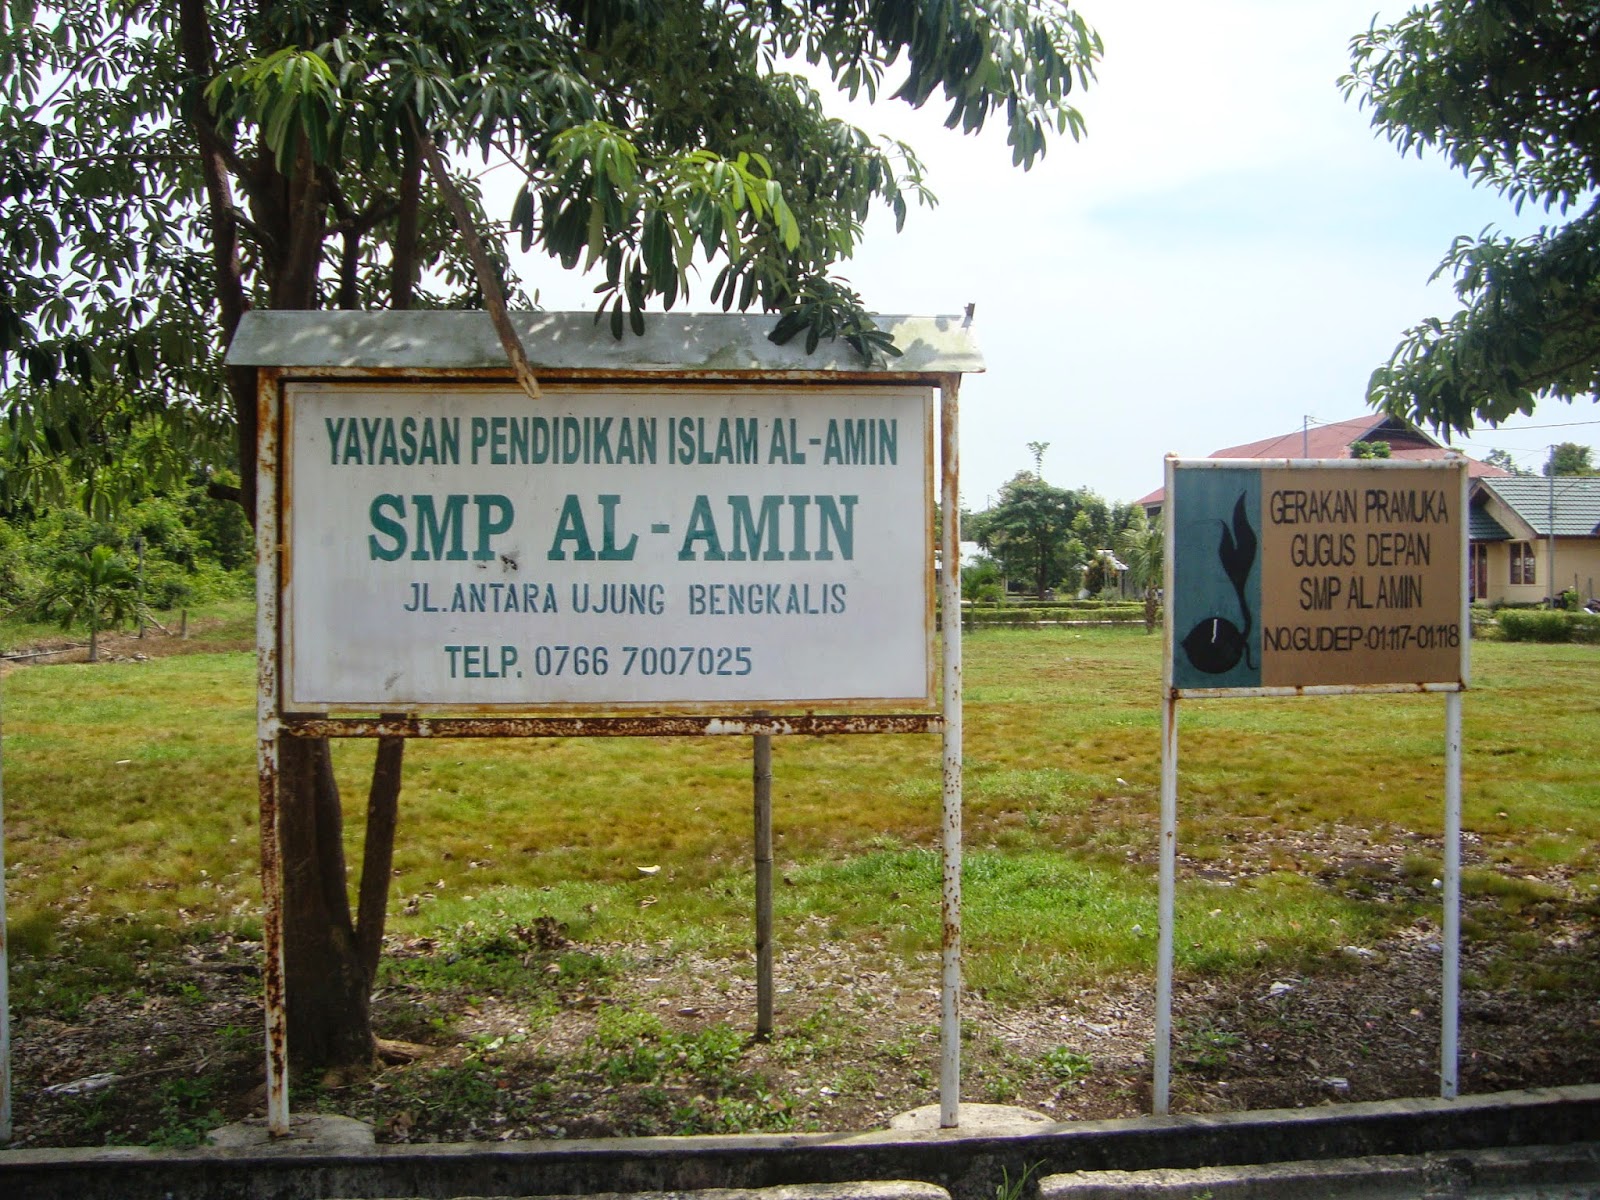 YAYASAN PENDIDIKAN ISLAM AL-AMIN
SMP AL-AMIN
JL.ANTARA UJUNG BENGKALIS
TELP. 0766 7007025
GERAKAN PRAMUKA
GUGUS DEPAN
SMP AL AMIN
NO.GUDEP:01.117-01.118